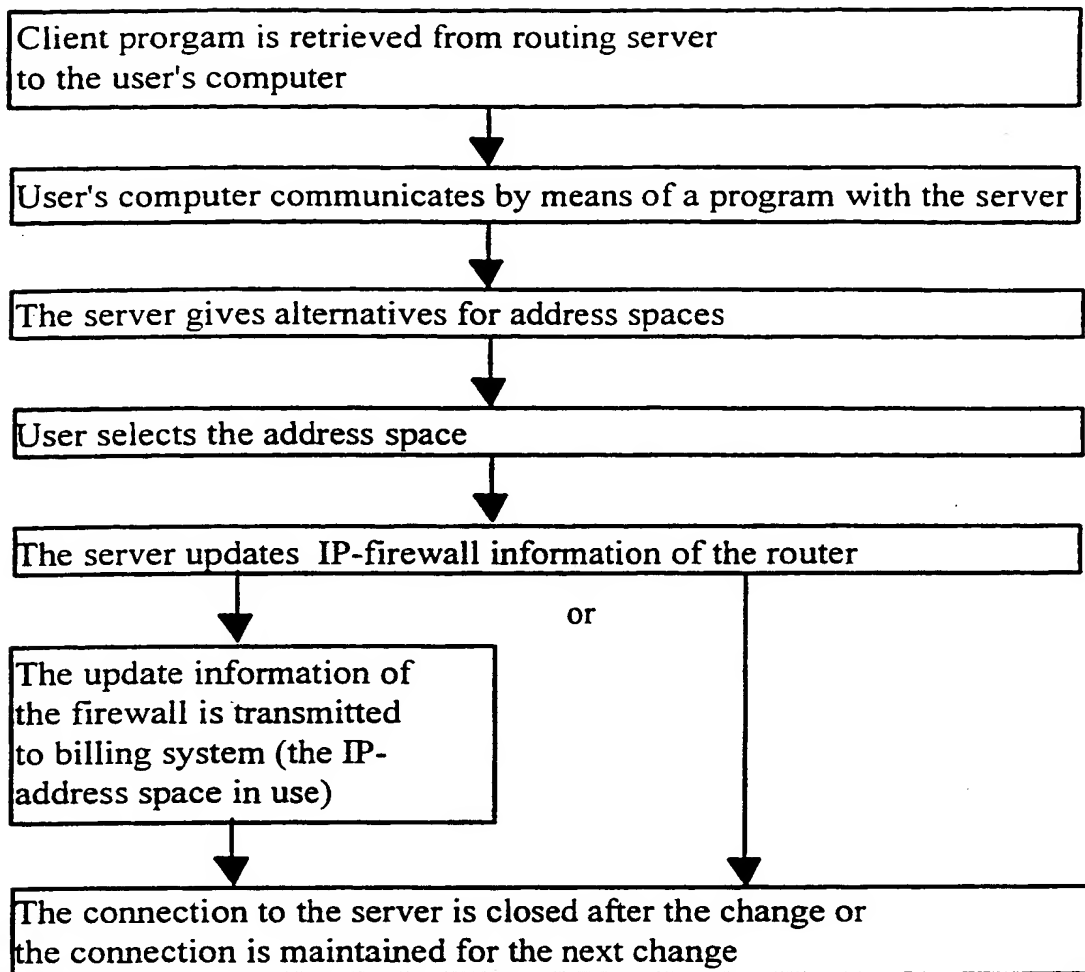 Client prorgam is retrieved from routing server
to the user's computer
User's computer communicates by means of a program with the server
The server gives alternatives for address spaces
User selects the address space
The server updates IP-firewall information of the router
or
The update information of
the firewall is transmitted
to billing system (the IP-
address space in use)
The connection to the server is closed after the change or
the connection is maintained for the next change